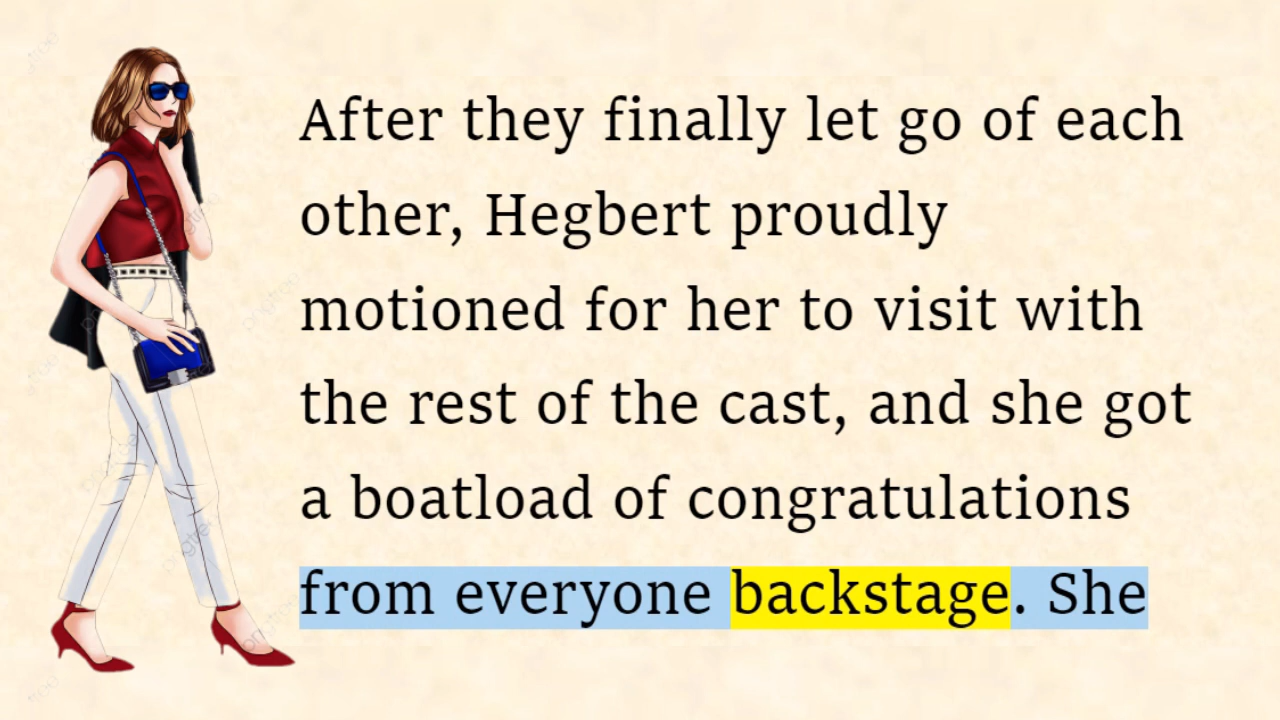 After they finally let go of each
other, Hegbert proudly
motioned for her to visit with
the rest of the cast, and she got
a boatload of congratulations
from everyone backstage. She